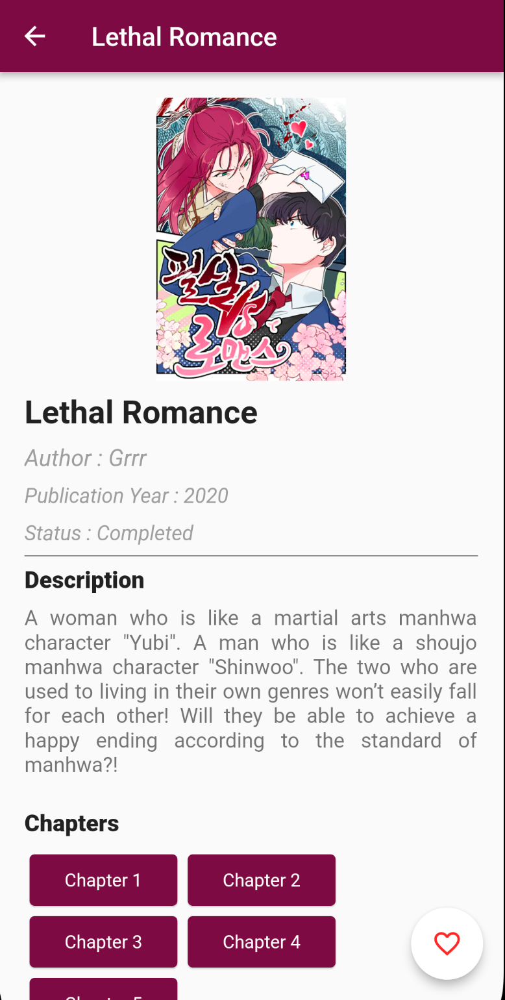 Lethal Romance
필살
VS
로맨스
Lethal Romance
Author : Grrr
Publication Year : 2020
Status : Completed
Description
A woman who is like a martial arts manhwa
character "Yubi". A man who is like a shoujo
manhwa character "Shinwoo". The two who are
used to living in their own genres won’t easily fall
for each other! Will they be able to achieve a
happy ending according to the standard of
manhwa?!
Chapters
Chapter 1
Chapter 2
Chapter 3
Chapter 4
Chapter 5